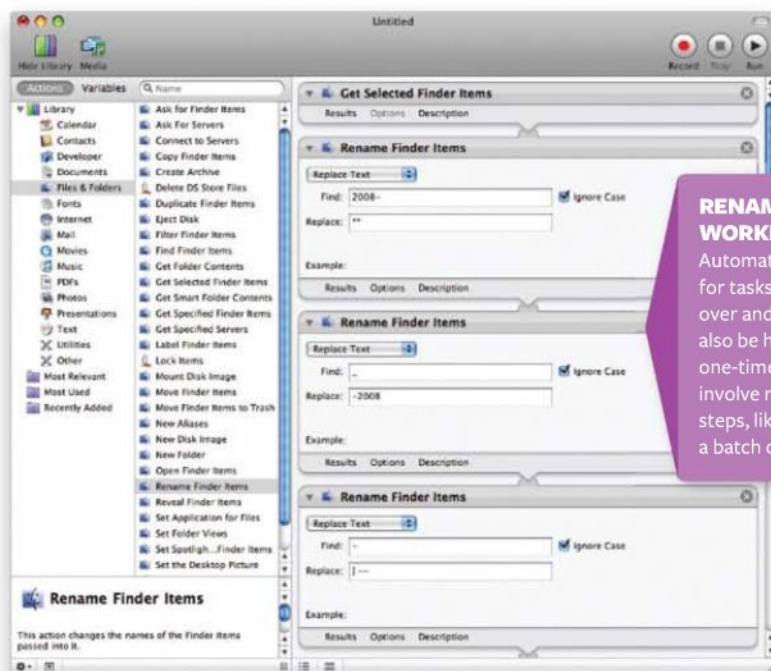 Untitled
Hide Library Media
Record Stop Run
Actions Variables
Name
Library
Calendar
Contacts
Developer
Documents
Files & Folders
Fonts
Internet
Mail
Movies
Music
PDFs
Photos
Presentations
Text
Utilities
Other
Most Relevant
Most Used
Recently Added
Ask for Finder Items
Ask For Servers
Connect to Servers
Copy Finder Items
Create Archive
Delete DS Store Files
Duplicate Finder Items
Eject Disk
Filter Finder Items
Find Finder Items
Get Folder Contents
Get Selected Finder Items
Get Smart Folder Contents
Get Specified Finder Items
Get Specified Servers
Label Finder Items
Lock Items
Mount Disk Image
Move Finder Items
Move Finder Items to Trash
New Aliases
New Disk Image
New Folder
Open Finder Items
Rename Finder Items
Reveal Finder Items
Set Application for Files
Set Folder Views
Set Spotligh...Finder Items
Set the Desktop Picture
Rename Finder Items
This action changes the names of the Finder items
passed into it.
Get Selected Finder Items
Results Options Description
Rename Finder Items
Replace Text
Find: 2008- Ignore Case
Replace: ""
Example:
Results Options Description
Rename Finder Items
Replace Text
Find: _ Ignore Case
Replace: -2008
Example:
Results Options Description
Rename Finder Items
Replace Text
Find: - Ignore Case
Replace:
Example:
Results Options Description
RENAM
WORK
Automat
for tasks
over and
also be h
one-time
involve
steps, lik
a batch